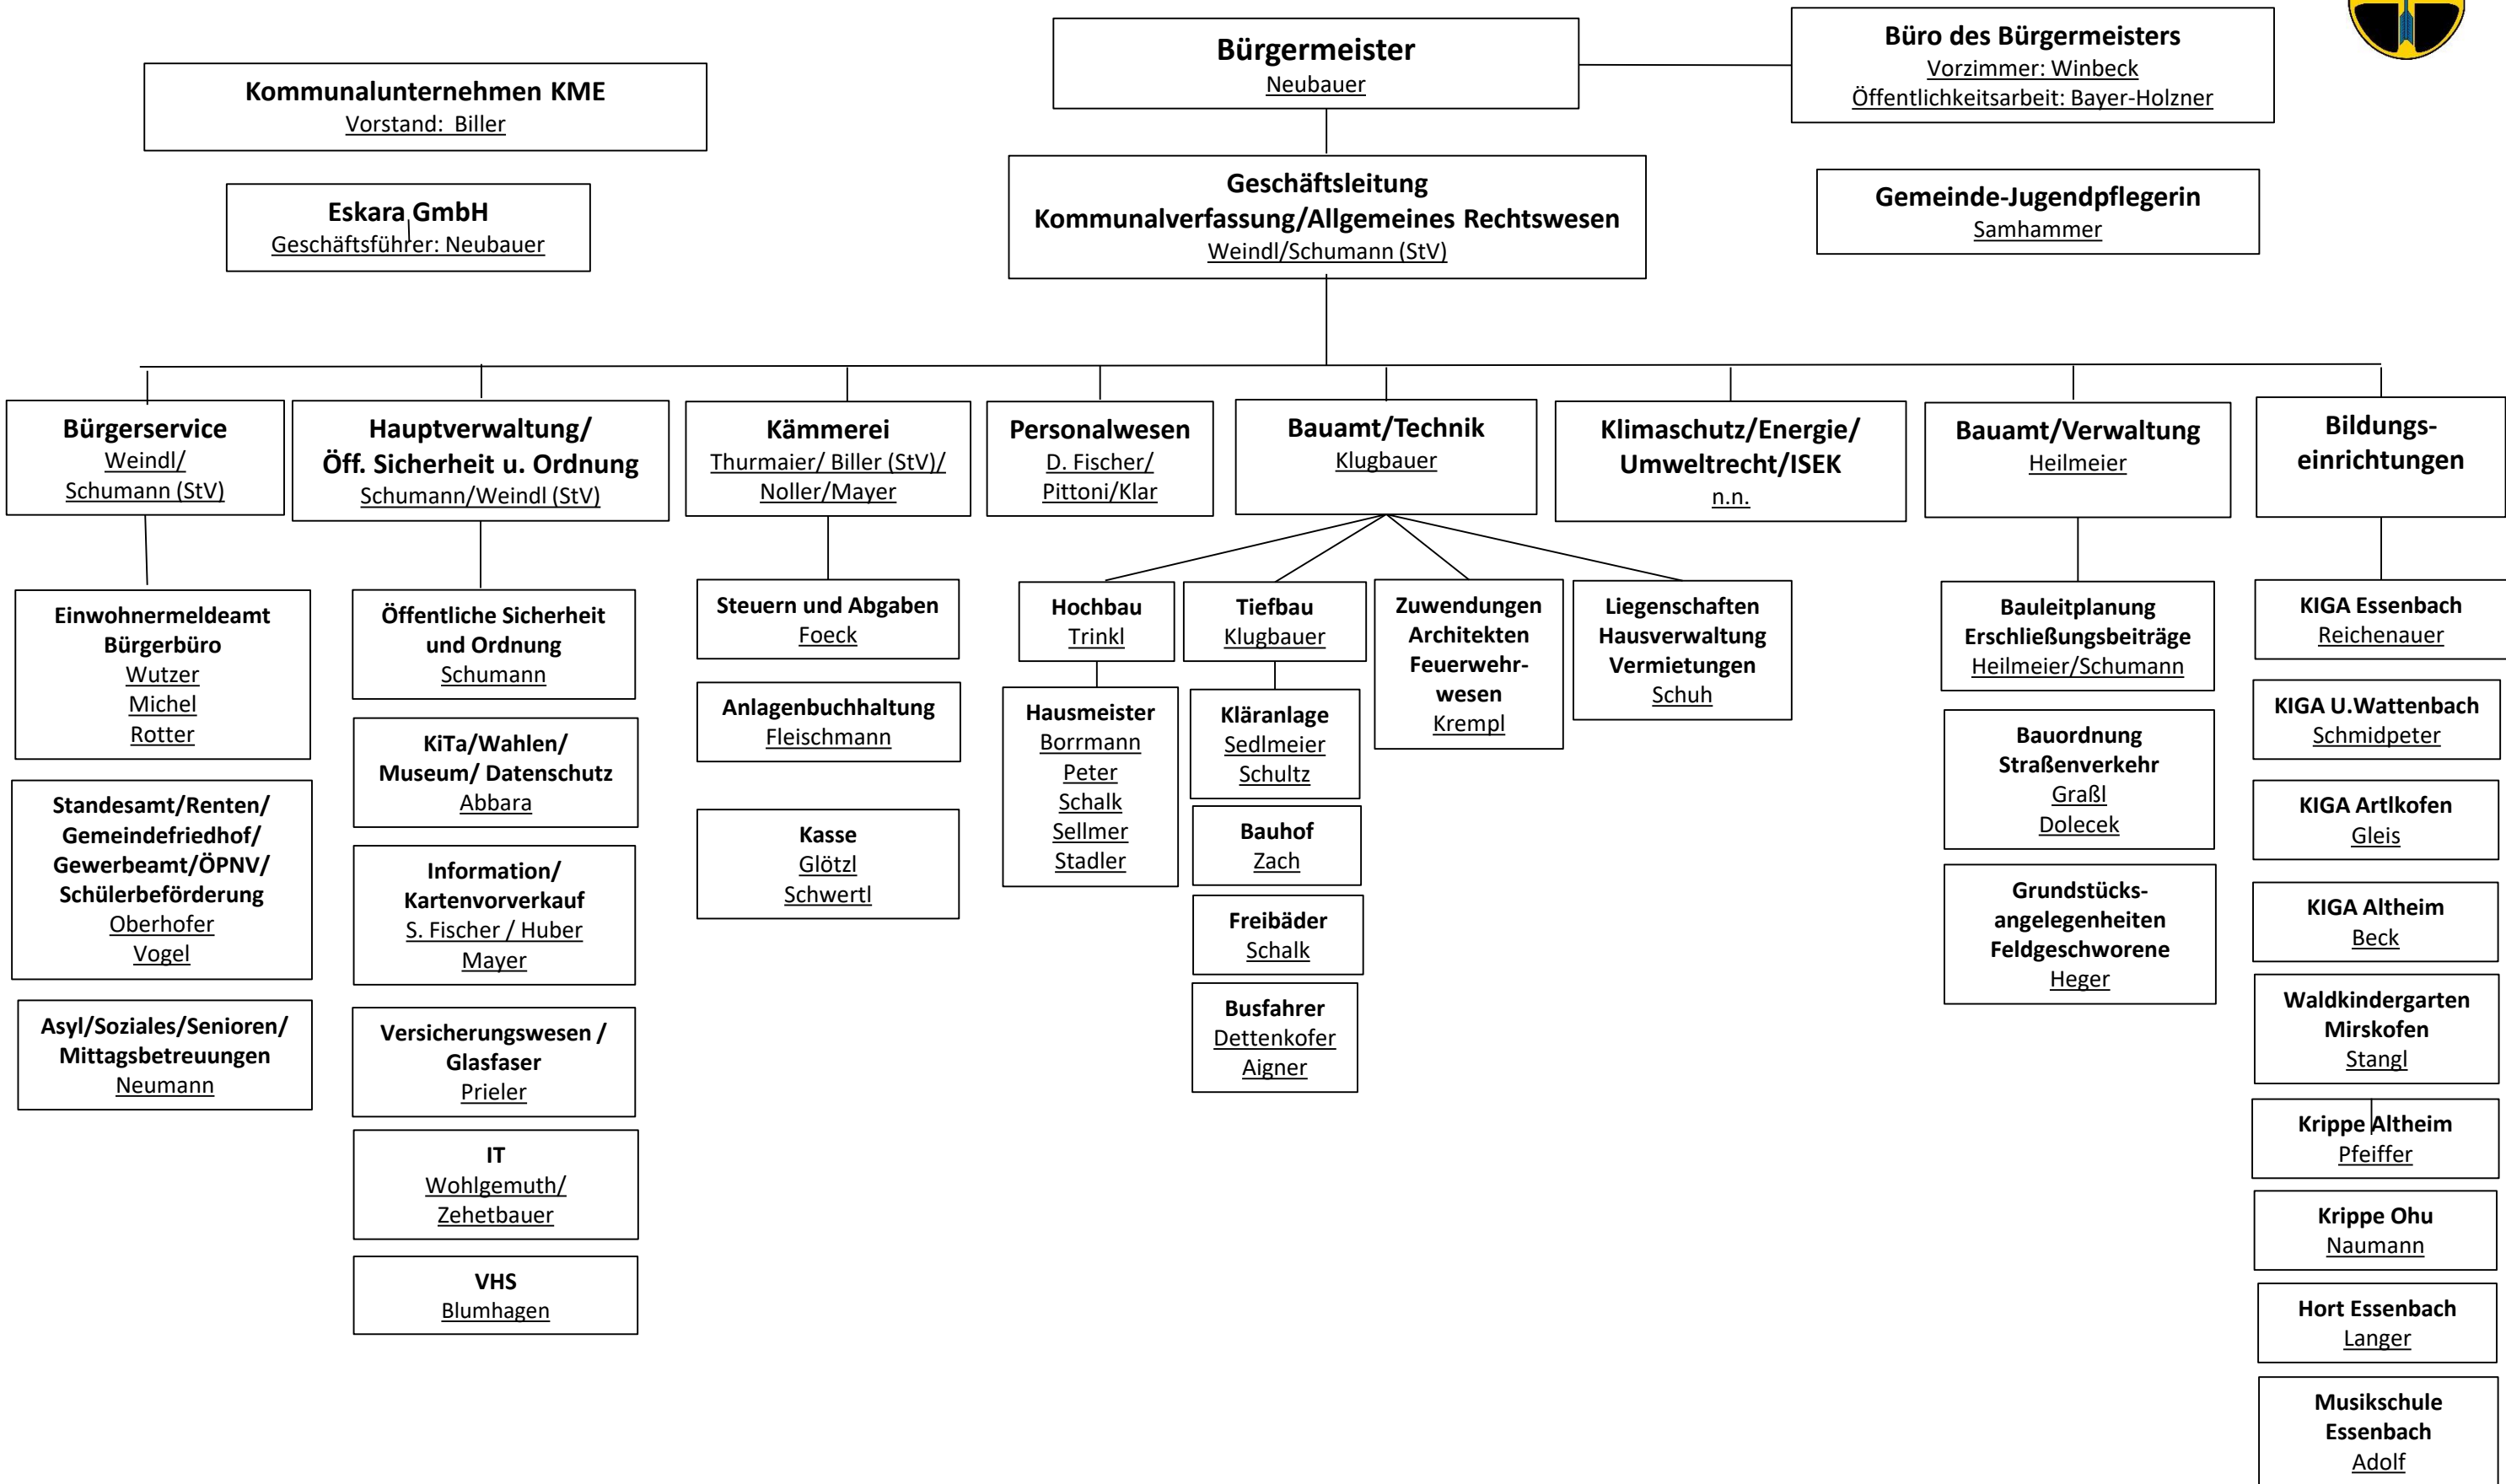 Bürgermeister
Neubauer
Büro des Bürgermeisters
Vorzimmer: Winbeck
Öffentlichkeitsarbeit: Bayer-Holzner
Kommunalunternehmen KME
Vorstand: Biller
Eskara GmbH
Geschäftsführer: Neubauer
Geschäftsleitung
Kommunalverfassung/Allgemeines Rechtswesen
Weindl/Schumann (StV)
Gemeinde-Jugendpflegerin
Samhammer
Bürgerservice
Weindl/
Schumann (StV)
Hauptverwaltung/
Öff. Sicherheit u. Ordnung
Schumann/Weindl (StV)
Kämmerei
Thurmaier/ Biller (StV)/
Noller/Mayer
Personalwesen
D. Fischer/
Pittoni/Klar
Bauamt/Technik
Klugbauer
Klimaschutz/Energie/
Umweltrecht/ISEK
n.n.
Bauamt/Verwaltung
Heilmeier
Bildungs-
einrichtungen
Einwohnermeldeamt
Bürgerbüro
Wutzer
Michel
Rotter
Standesamt/Renten/
Gemeindefriedhof/
Gewerbeamt/ÖPNV/
Schülerbeförderung
Oberhofer
Vogel
Asyl/Soziales/Senioren/
Mittagsbetreuungen
Neumann
Öffentliche Sicherheit
und Ordnung
Schumann
KiTa/Wahlen/
Museum/ Datenschutz
Abbara
Information/
Kartenvorverkauf
S. Fischer / Huber
Mayer
Versicherungswesen /
Glasfaser
Prieler
IT
Wohlgemuth/
Zehetbauer
VHS
Blumhagen
Steuern und Abgaben
Foeck
Anlagenbuchhaltung
Fleischmann
Kasse
Glötzl
Schwertl
Hochbau
Trinkl
Hausmeister
Borrmann
Peter
Schalk
Sellmer
Stadler
Tiefbau
Klugbauer
Kläranlage
Sedlmeier
Schultz
Bauhof
Zach
Freibäder
Schalk
Busfahrer
Dettenkofer
Aigner
Zuwendungen
Architekten
Feuerwehr-
wesen
Krempl
Liegenschaften
Hausverwaltung
Vermietungen
Schuh
Bauleitplanung
Erschließungsbeiträge
Heilmeier/Schumann
Bauordnung
Straßenverkehr
Graßl
Dolecek
Grundstücks-
angelegenheiten
Feldgeschworene
Heger
KIGA Essenbach
Reichenauer
KIGA U.Wattenbach
Schmidpeter
KIGA Artlkofen
Gleis
KIGA Altheim
Beck
Waldkindergarten
Mirskofen
Stangl
Krippe Altheim
Pfeiffer
Krippe Ohu
Naumann
Hort Essenbach
Langer
Musikschule
Essenbach
Adolf